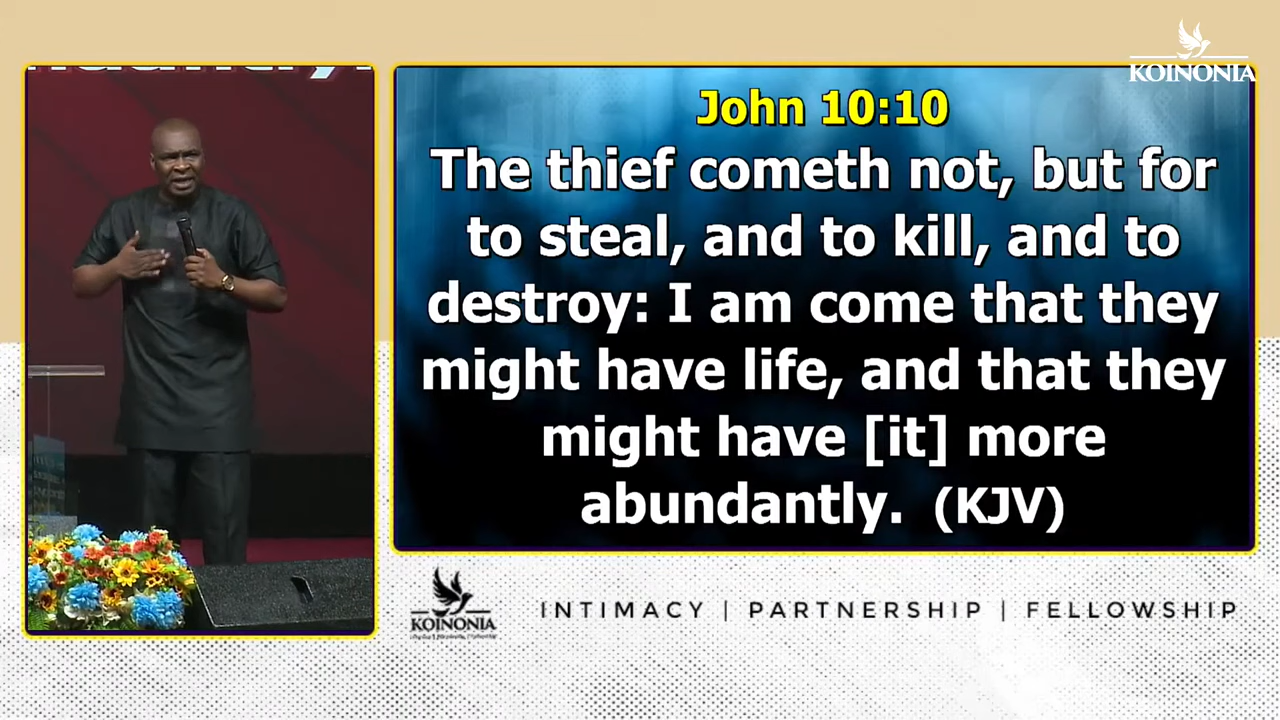 KOINONIA
John 10:10
The thief cometh not, but for
to steal, and to kill, and to
destroy: I am come that they
might have life, and that they
might have [it] more
abundantly. (KJV)
KOINONIA
INTIMACY | PARTNERSHIP | FELLOWSHIP